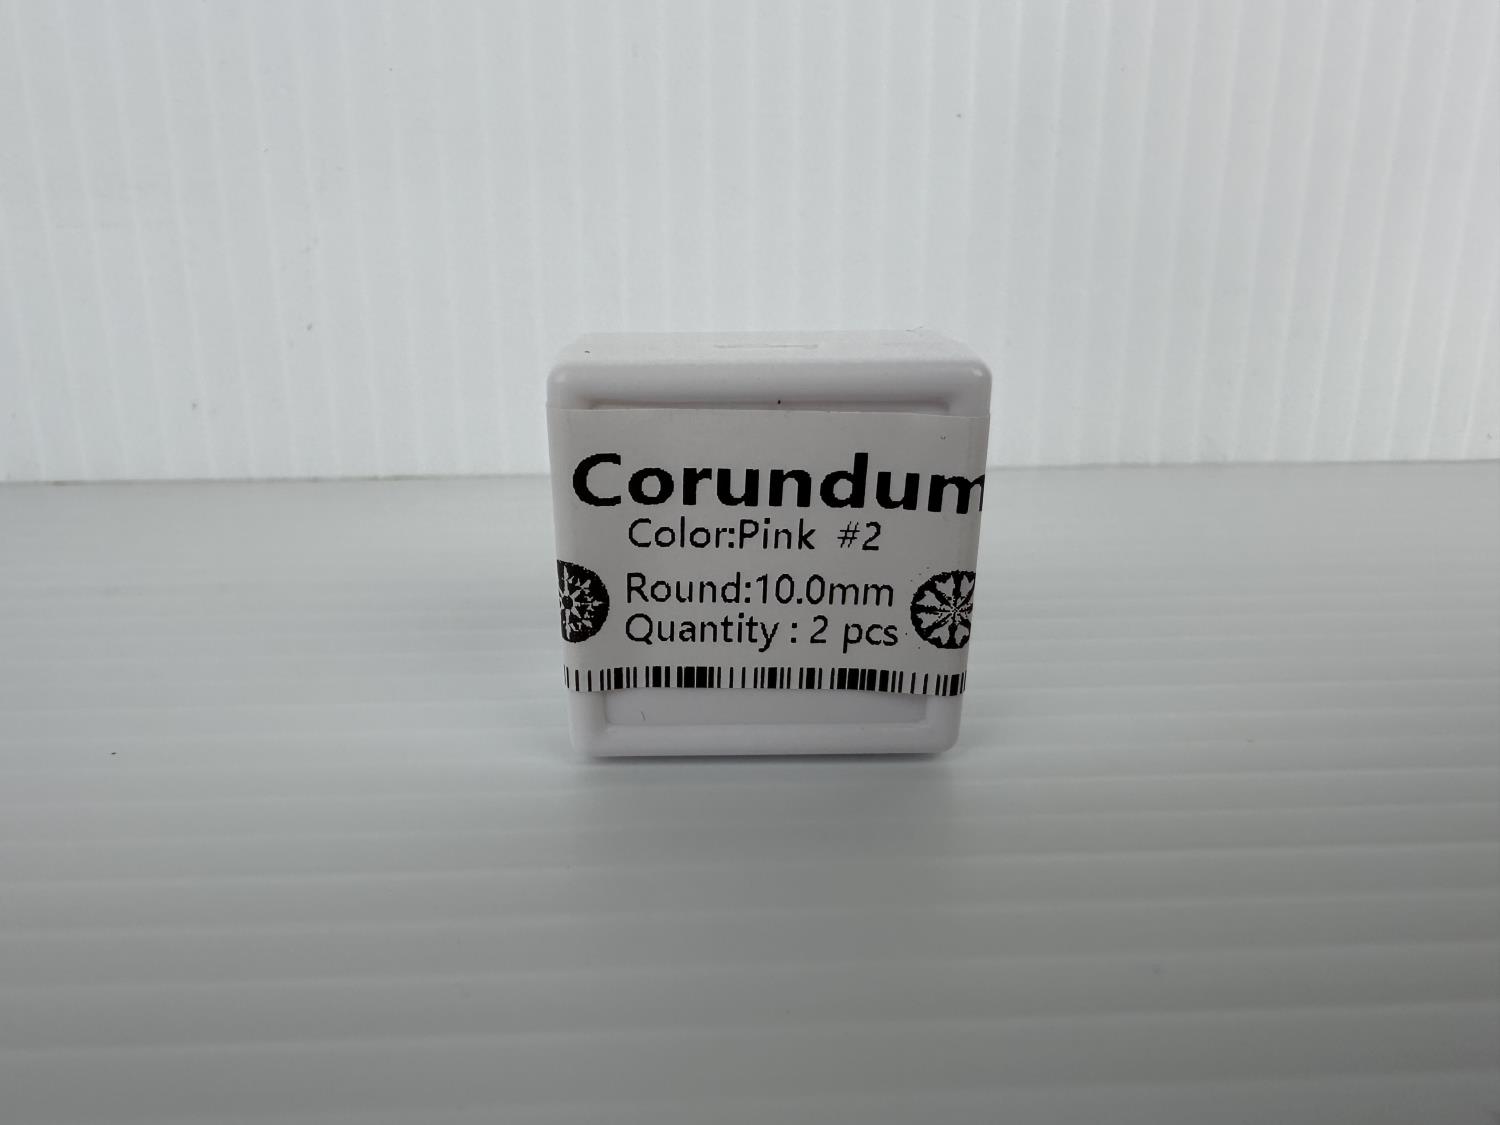 Corundum
Color:Pink #2
Round:10.0mm
Quantity : 2 pcs